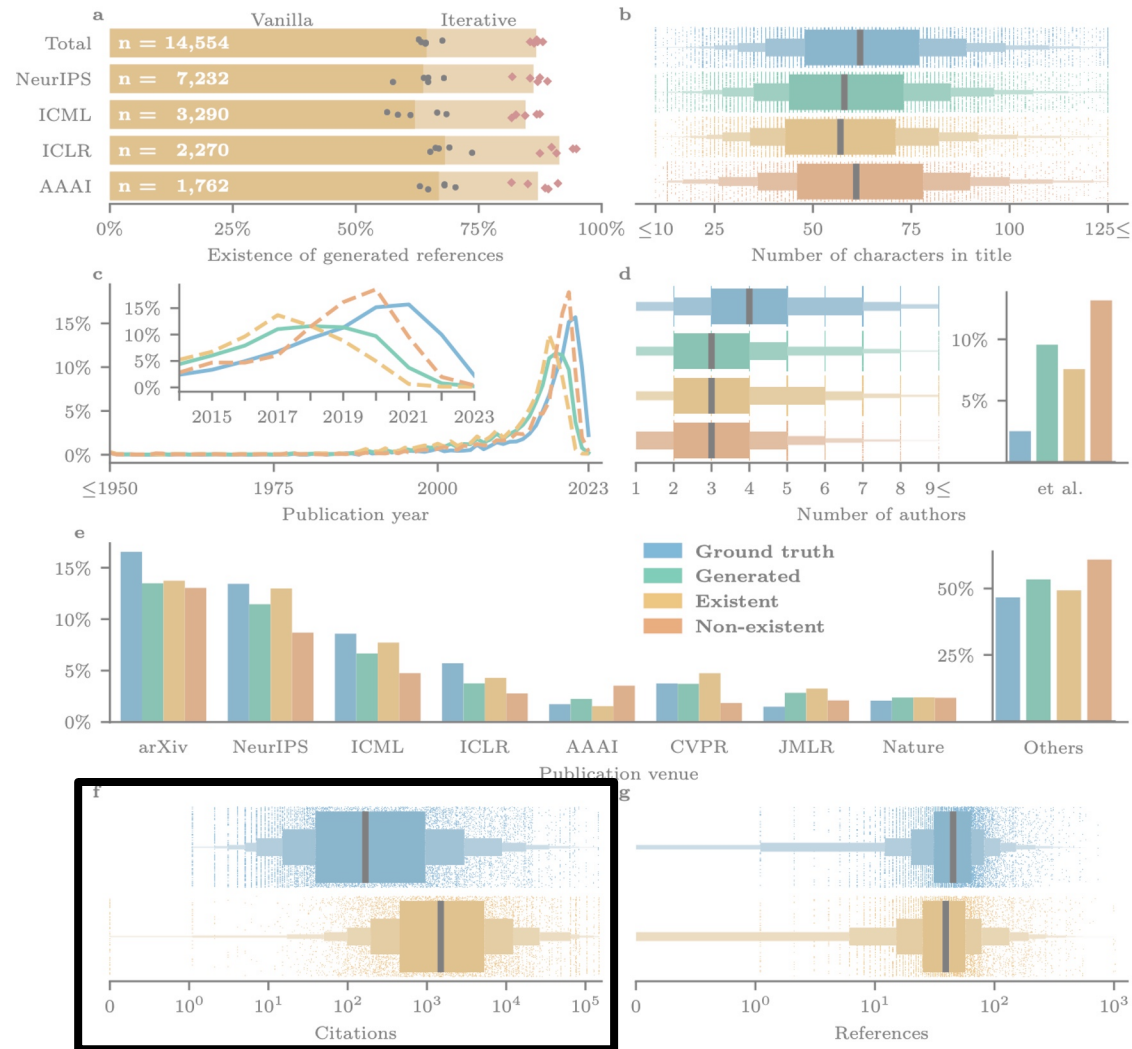 a
Vanilla Iterative
Total n = 14,554
NeurIPS n = 7,232
ICML n = 3,290
ICLR n = 2,270
AAAI n = 1,762
0% 25% 50% 75% 100%
Existence of generated references
b
≤10 25 50 75 100 125≤
Number of characters in title
c
15%
10%
5%
0%
15%
10%
5%
0%
2015 2017 2019 2021 2023
≤1950 1975 2000 2023
Publication year
d
1 2 3 4 5 6 7 8 9≤
Number of authors
10%
5%
et al.
e
15%
10%
5%
0%
Ground truth
Generated
Existent
Non-existent
50%
25%
arXiv NeurIPS ICML ICLR AAAI CVPR JMLR Nature Others
Publication venue
f
0 10⁰ 10¹ 10² 10³ 10⁴ 10⁵
Citations
g
0 10⁰ 10¹ 10² 10³
References